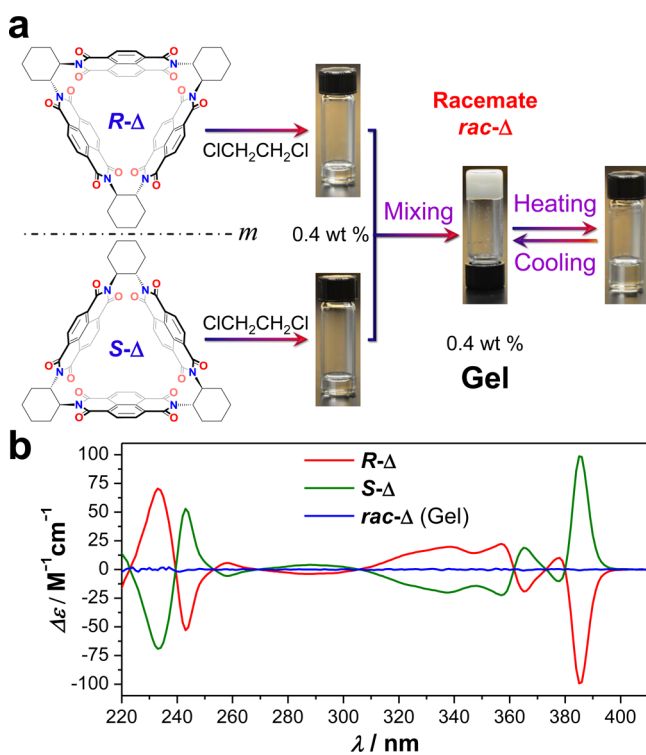 a
O O
O O
N N
O O
N N
O O
R-Δ
O O
N N
O O
ClCH₂CH₂Cl
Racemate
rac-Δ
Mixing
Heating
Cooling
m
0.4 wt %
O O
N N
O O
S-Δ
O O
N N
O O
N N
O O
ClCH₂CH₂Cl
0.4 wt %
Gel
b
R-Δ
S-Δ
rac-Δ (Gel)
100
75
50
25
0
-25
-50
-75
-100
Δε / M⁻¹cm⁻¹
220 240 260 280 300 320 340 360 380 400
λ / nm